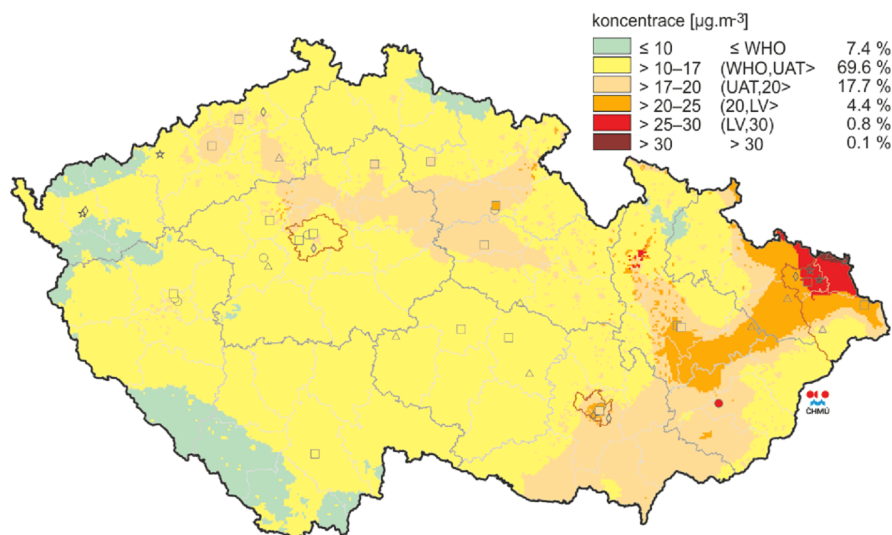 koncentrace [µg.m-³]
≤ 10 ≤ WHO 7.4 %
> 10–17 (WHO,UAT> 69.6 %
> 17–20 (UAT,20> 17.7 %
> 20–25 (20,LV> 4.4 %
> 25–30 (LV,30⟩ 0.8 %
> 30 > 30 0.1 %
ČHMÚ